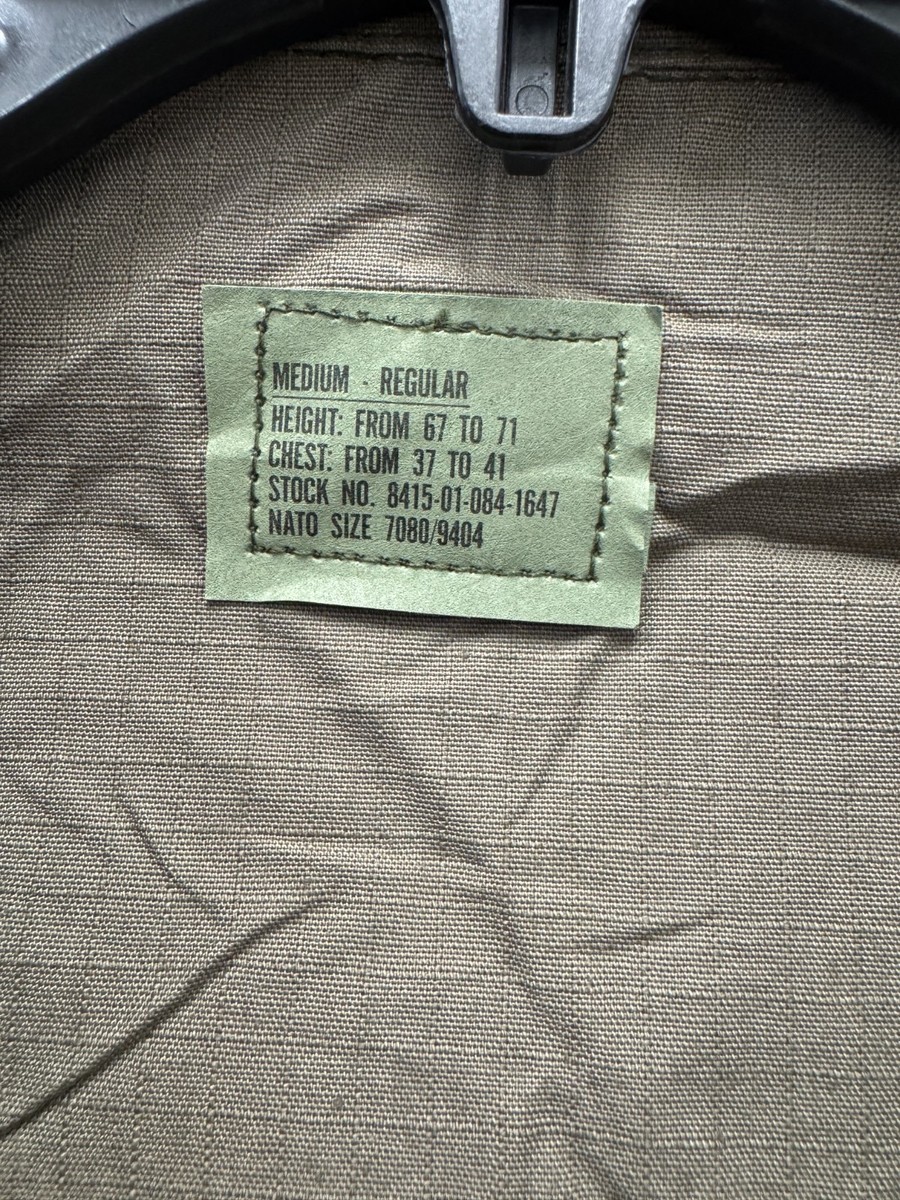 MEDIUM - REGULAR
HEIGHT: FROM 67 TO 71
CHEST: FROM 37 TO 41
STOCK NO. 8415-01-084-1647
NATO SIZE 7080/9404